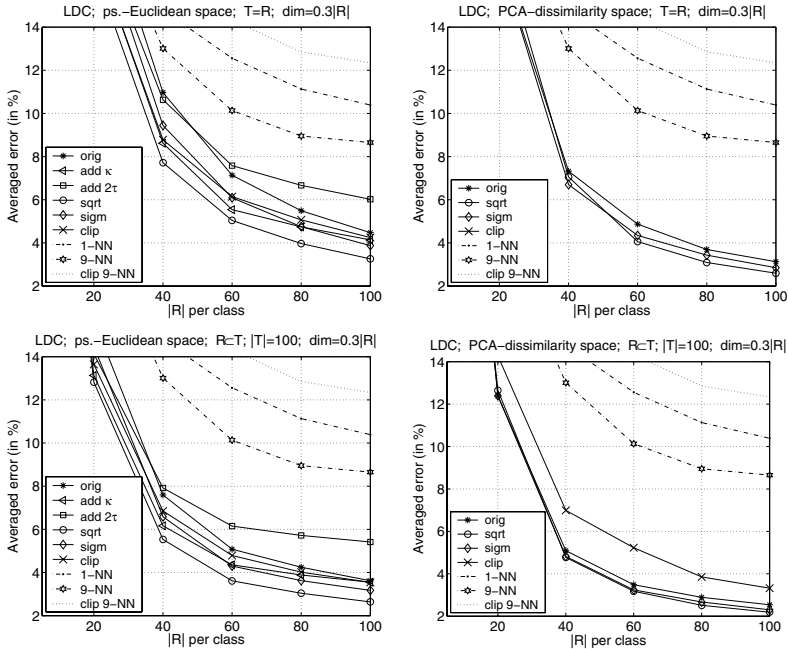 LDC; ps.−Euclidean space; T=R; dim=0.3|R|
14
12
10
8
6
4
2
Averaged error (in %)
orig
add κ
add 2τ
sqrt
sigm
clip
1−NN
9−NN
clip 9−NN
20 40 60 80 100
|R| per class
LDC; PCA−dissimilarity space; T=R; dim=0.3|R|
14
12
10
8
6
4
2
Averaged error (in %)
orig
sqrt
sigm
clip
1−NN
9−NN
clip 9−NN
20 40 60 80 100
|R| per class
LDC; ps.−Euclidean space; R⊂T; |T|=100; dim=0.3|R|
14
12
10
8
6
4
2
Averaged error (in %)
orig
add κ
add 2τ
sqrt
sigm
clip
1−NN
9−NN
clip 9−NN
20 40 60 80 100
|R| per class
LDC; PCA−dissimilarity space; R⊂T; |T|=100; dim=0.3|R|
14
12
10
8
6
4
2
Averaged error (in %)
orig
sqrt
sigm
clip
1−NN
9−NN
clip 9−NN
20 40 60 80 100
|R| per class